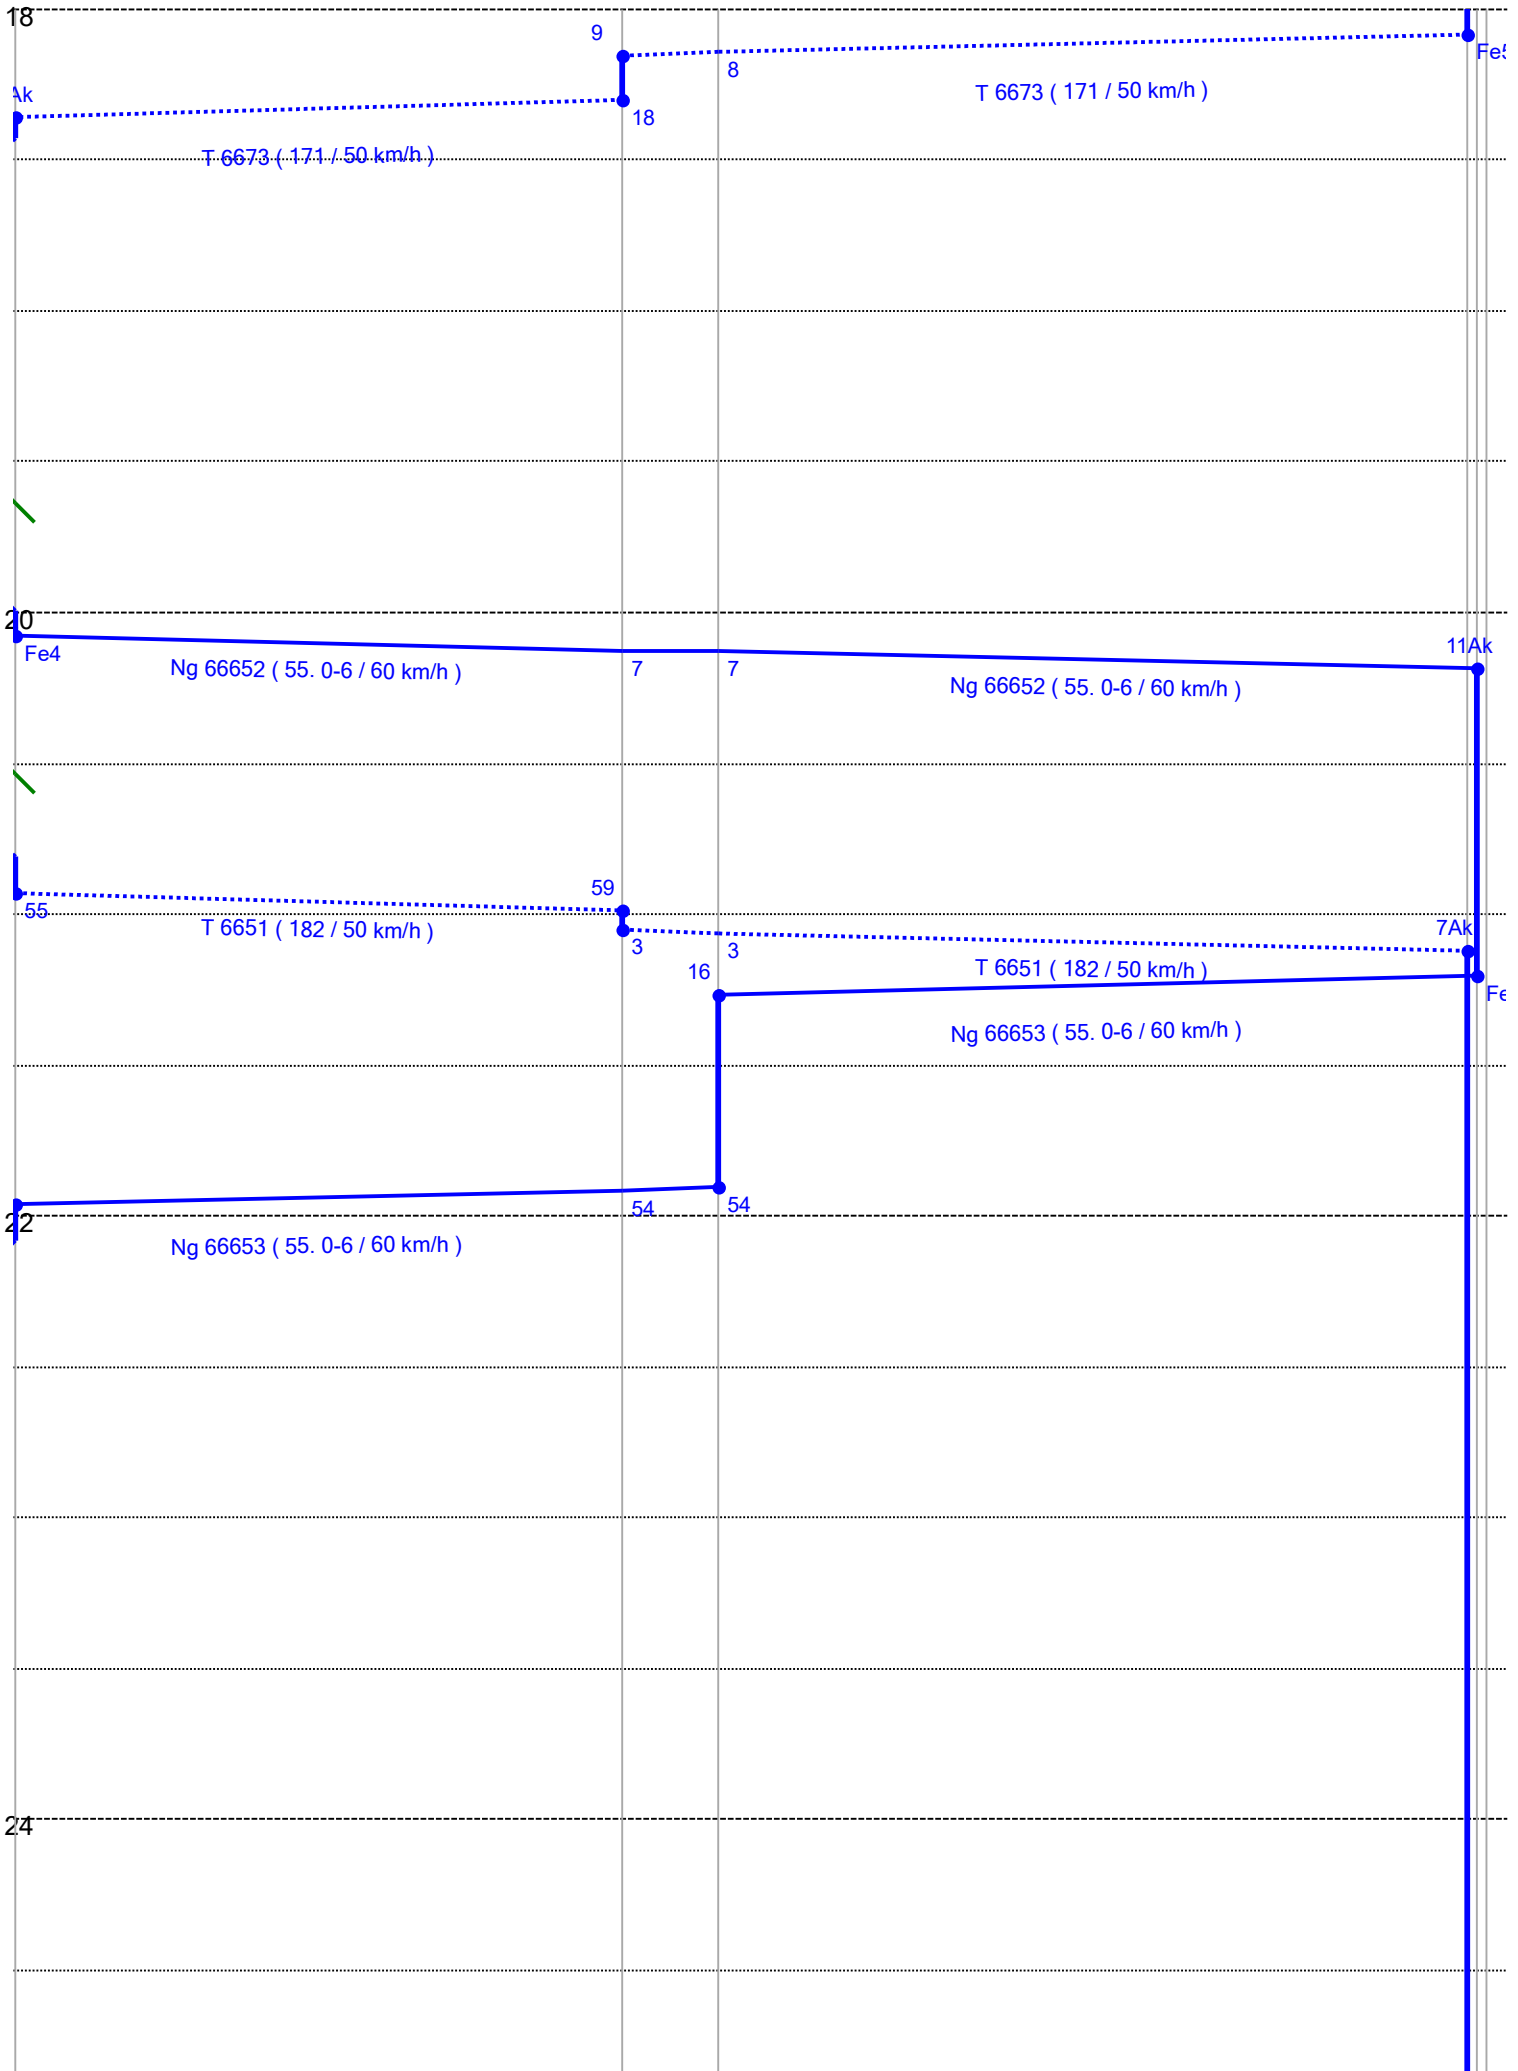 18
9
Fe5
8
Ak
T 6673 ( 171 / 50 km/h )
18
T 6673 ( 171 / 50 km/h )
20
Fe4
11Ak
Ng 66652 ( 55. 0-6 / 60 km/h )
7
7
Ng 66652 ( 55. 0-6 / 60 km/h )
59
55
T 6651 ( 182 / 50 km/h )
7Ak
3
3
16
T 6651 ( 182 / 50 km/h )
Fe
Ng 66653 ( 55. 0-6 / 60 km/h )
54
54
22
Ng 66653 ( 55. 0-6 / 60 km/h )
24